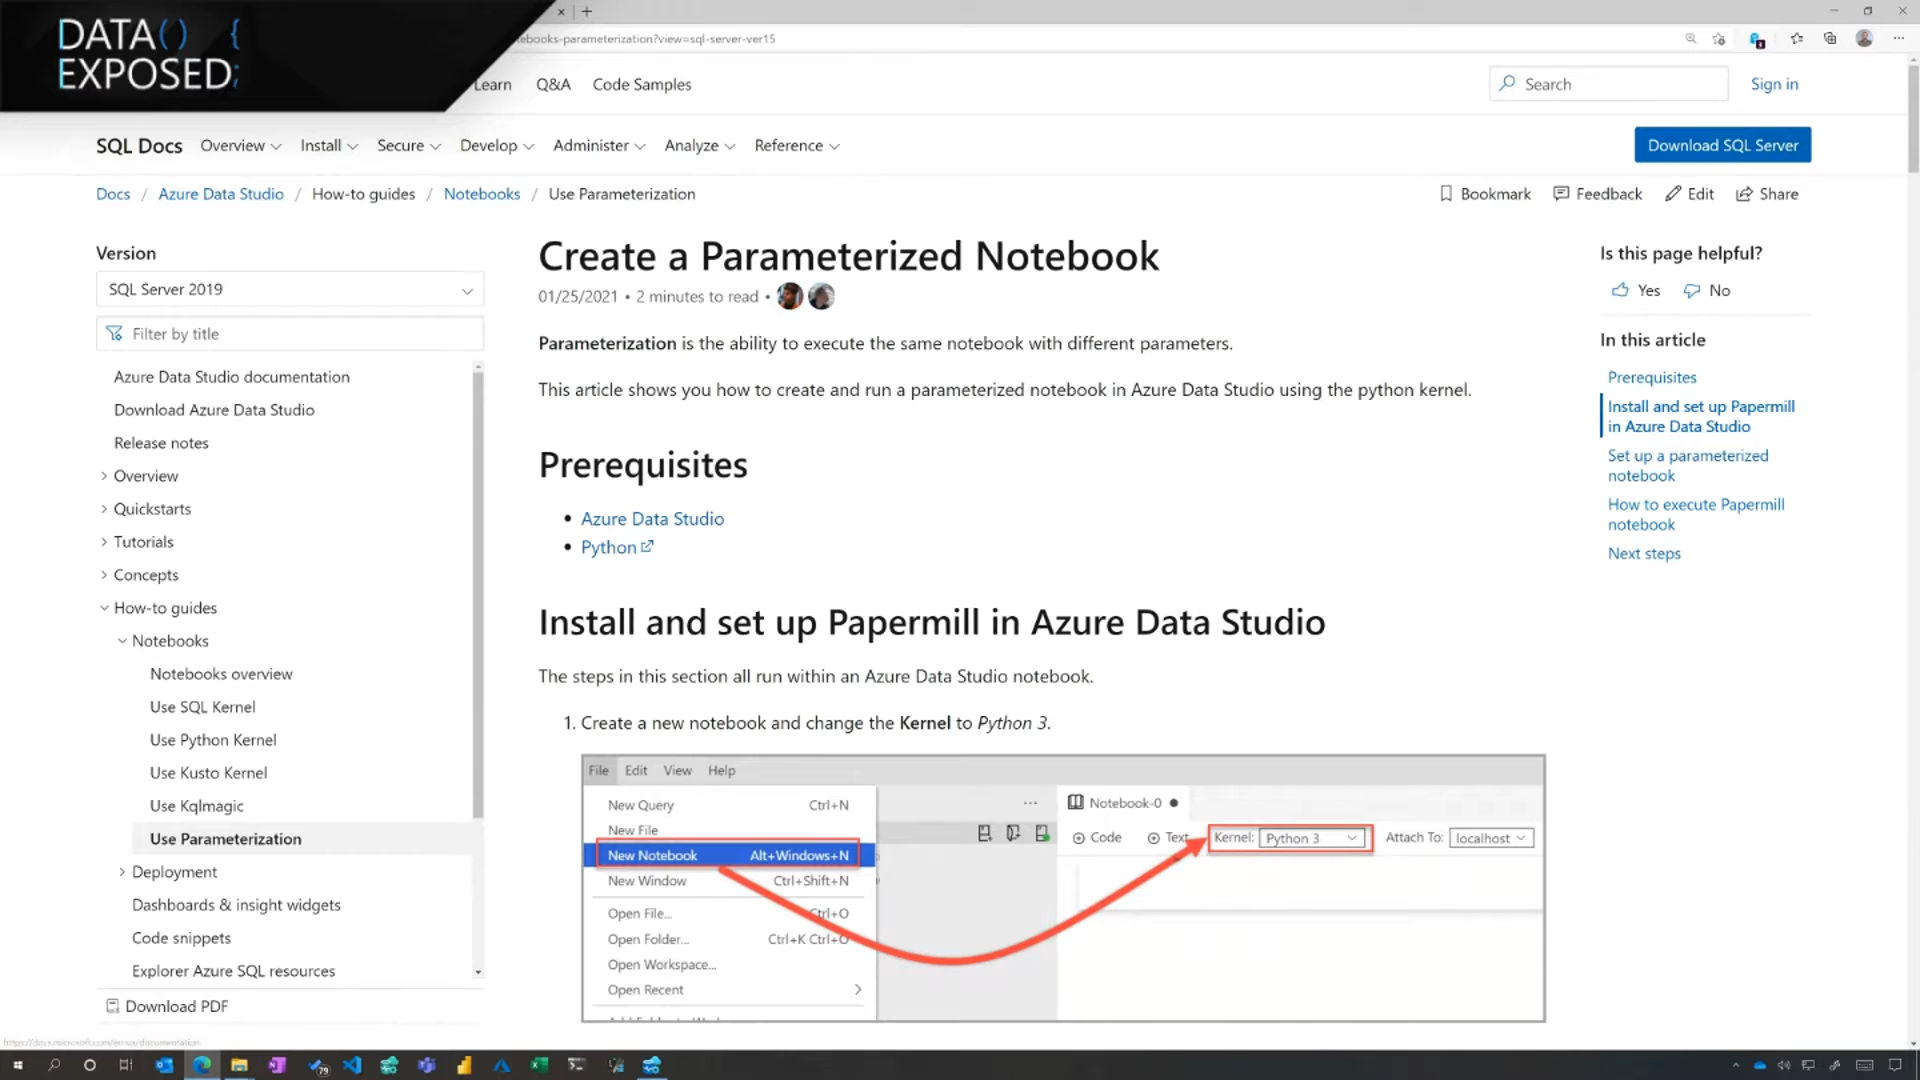 DATA() {
EXPOSED;
ebooks-parameterization?view=sql-server-ver15
Learn Q&A Code Samples
Search
Sign in
SQL Docs Overview Install Secure Develop Administer Analyze Reference
Download SQL Server
Docs / Azure Data Studio / How-to guides / Notebooks / Use Parameterization
Bookmark Feedback Edit Share
Version
SQL Server 2019
Filter by title
Azure Data Studio documentation
Download Azure Data Studio
Release notes
Overview
Quickstarts
Tutorials
Concepts
How-to guides
Notebooks
Notebooks overview
Use SQL Kernel
Use Python Kernel
Use Kusto Kernel
Use Kqlmagic
Use Parameterization
Deployment
Dashboards & insight widgets
Code snippets
Explorer Azure SQL resources
Download PDF
Create a Parameterized Notebook
01/25/2021 • 2 minutes to read •
Parameterization is the ability to execute the same notebook with different parameters.
This article shows you how to create and run a parameterized notebook in Azure Data Studio using the python kernel.
Prerequisites
• Azure Data Studio
• Python
Install and set up Papermill in Azure Data Studio
The steps in this section all run within an Azure Data Studio notebook.
1. Create a new notebook and change the Kernel to Python 3.
File Edit View Help
New Query Ctrl+N
New File
New Notebook Alt+Windows+N
New Window Ctrl+Shift+N
Open File... Ctrl+O
Open Folder... Ctrl+K Ctrl+O
Open Workspace...
Open Recent
Notebook-0
Code Text Kernel: Python 3 Attach To: localhost
Is this page helpful?
Yes No
In this article
Prerequisites
Install and set up Papermill
in Azure Data Studio
Set up a parameterized
notebook
How to execute Papermill
notebook
Next steps
79